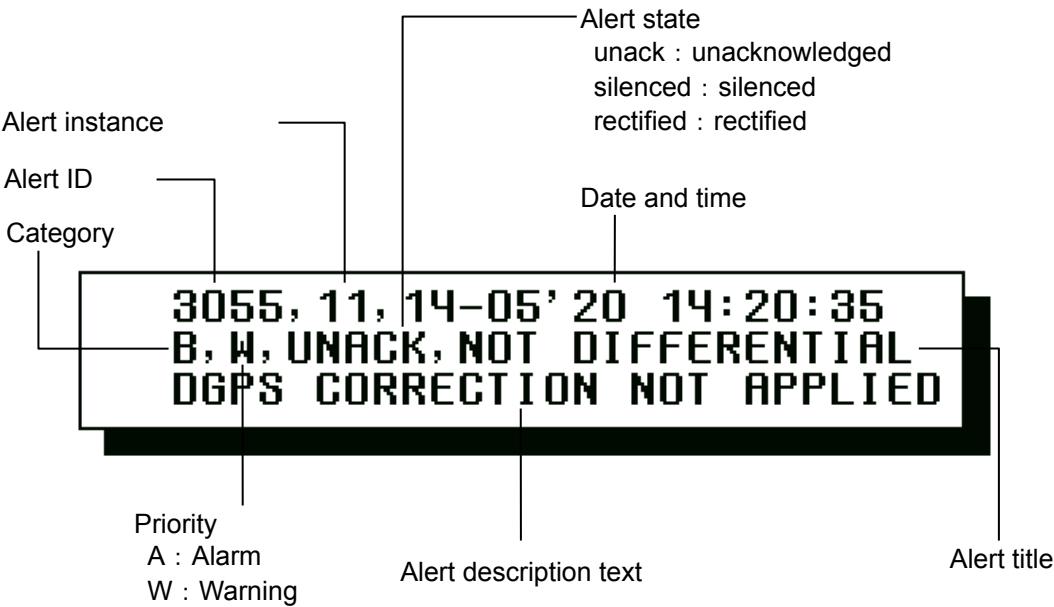 Alert state
unack : unacknowledged
silenced : silenced
rectified : rectified
Alert instance
Alert ID
Date and time
Category
3055, 11, 14-05'20 14:20:35
B, W, UNACK, NOT DIFFERENTIAL
DGPS CORRECTION NOT APPLIED
Priority
A : Alarm
W : Warning
Alert description text
Alert title